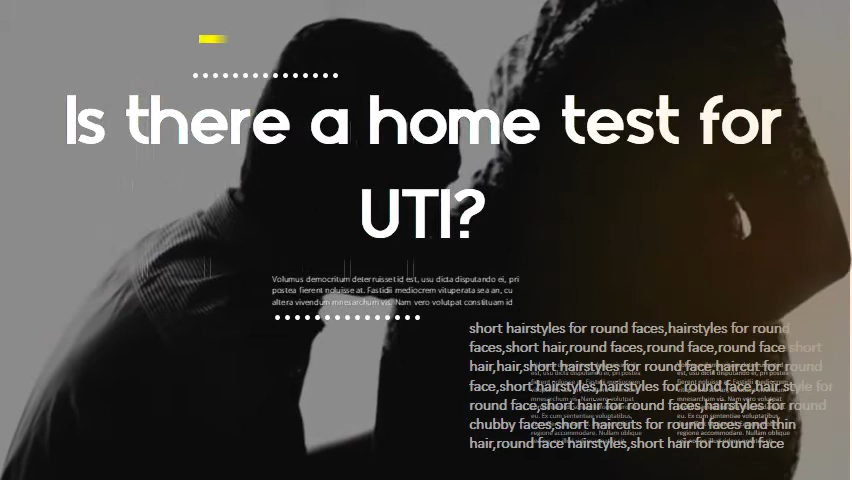 Is there a home test for
UTI?
Volumus democritum deterruisset id est, usu dicta disputando ei, pri
postea fierent noluisse at. Fastidii mediocrem vituperata sea an, cu
altera vivendum mnesarchum vis. Nam vero volutpat constituam id
short hairstyles for round faces,hairstyles for round
faces,short hair,round faces,round face,round face short
hair,hair,short hairstyles for round face,haircut for round
face,short hairstyles,hairstyles for round face,hair style for
round face,short hair for round faces,hairstyles for round
chubby faces,short haircuts for round faces and thin
hair,round face hairstyles,short hair for round face